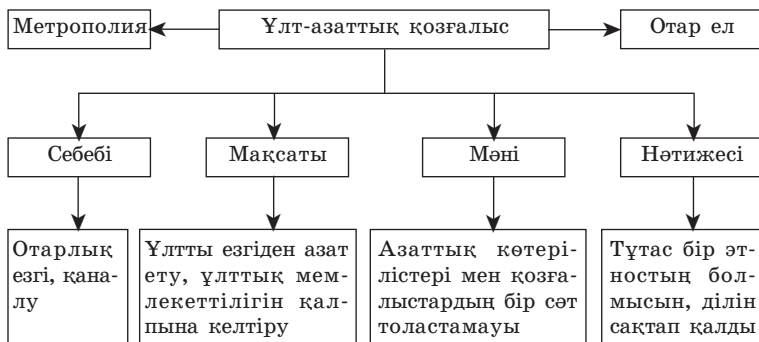 Метрополия
Ұлт-азаттық қозғалыс
Отар ел
Себебі
Мақсаты
Мәні
Нәтижесі
Отарлық
езгі, қана-
лу
Ұлтты езгіден азат
ету, ұлттық мем-
лекеттілігін қал-
пына келтіру
Азаттық көтері-
лістері мен қозға-
лыстардың бір сәт
толастамауы
Тұтас бір эт-
ностың бол-
мысын, ділін
сақтап қалды